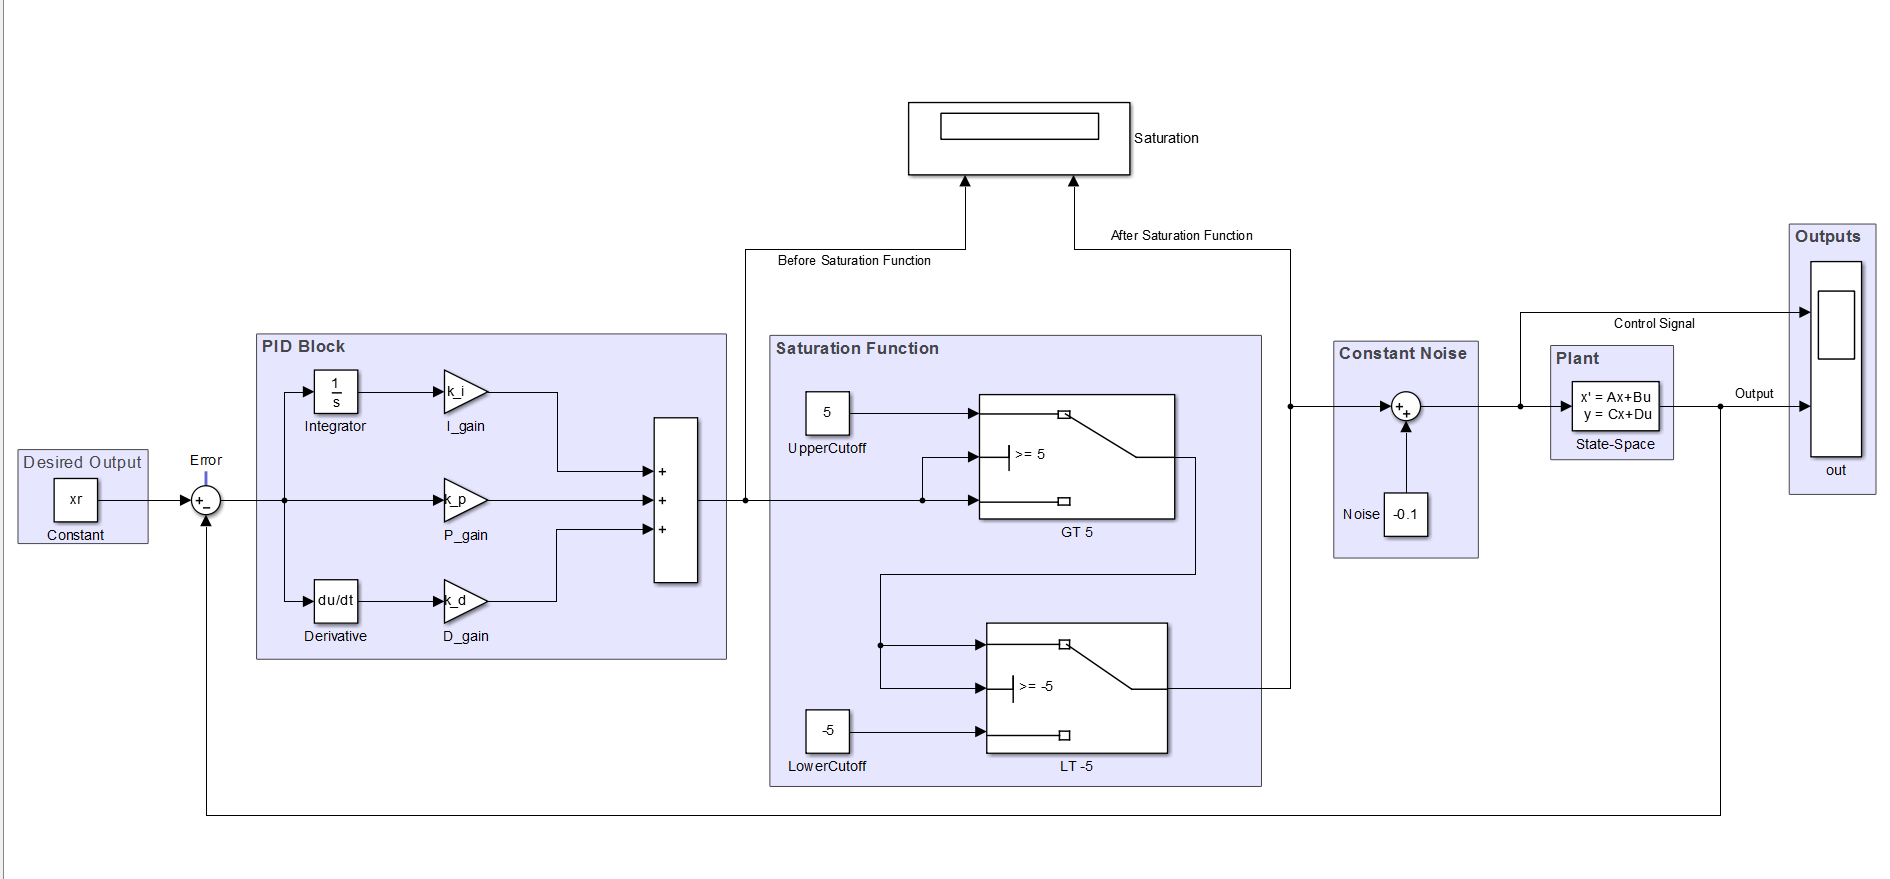 Saturation
After Saturation Function
Before Saturation Function
Outputs
Control Signal
Output
out
PID Block
1
s
Integrator
k_i
I_gain
Desired Output
xr
Constant
Error
+
−
k_p
P_gain
du/dt
Derivative
k_d
D_gain
+
+
+
Saturation Function
5
UpperCutoff
>= 5
GT 5
>= -5
-5
LowerCutoff
LT -5
Constant Noise
+
+
Noise
-0.1
Plant
x' = Ax+Bu
y = Cx+Du
State-Space